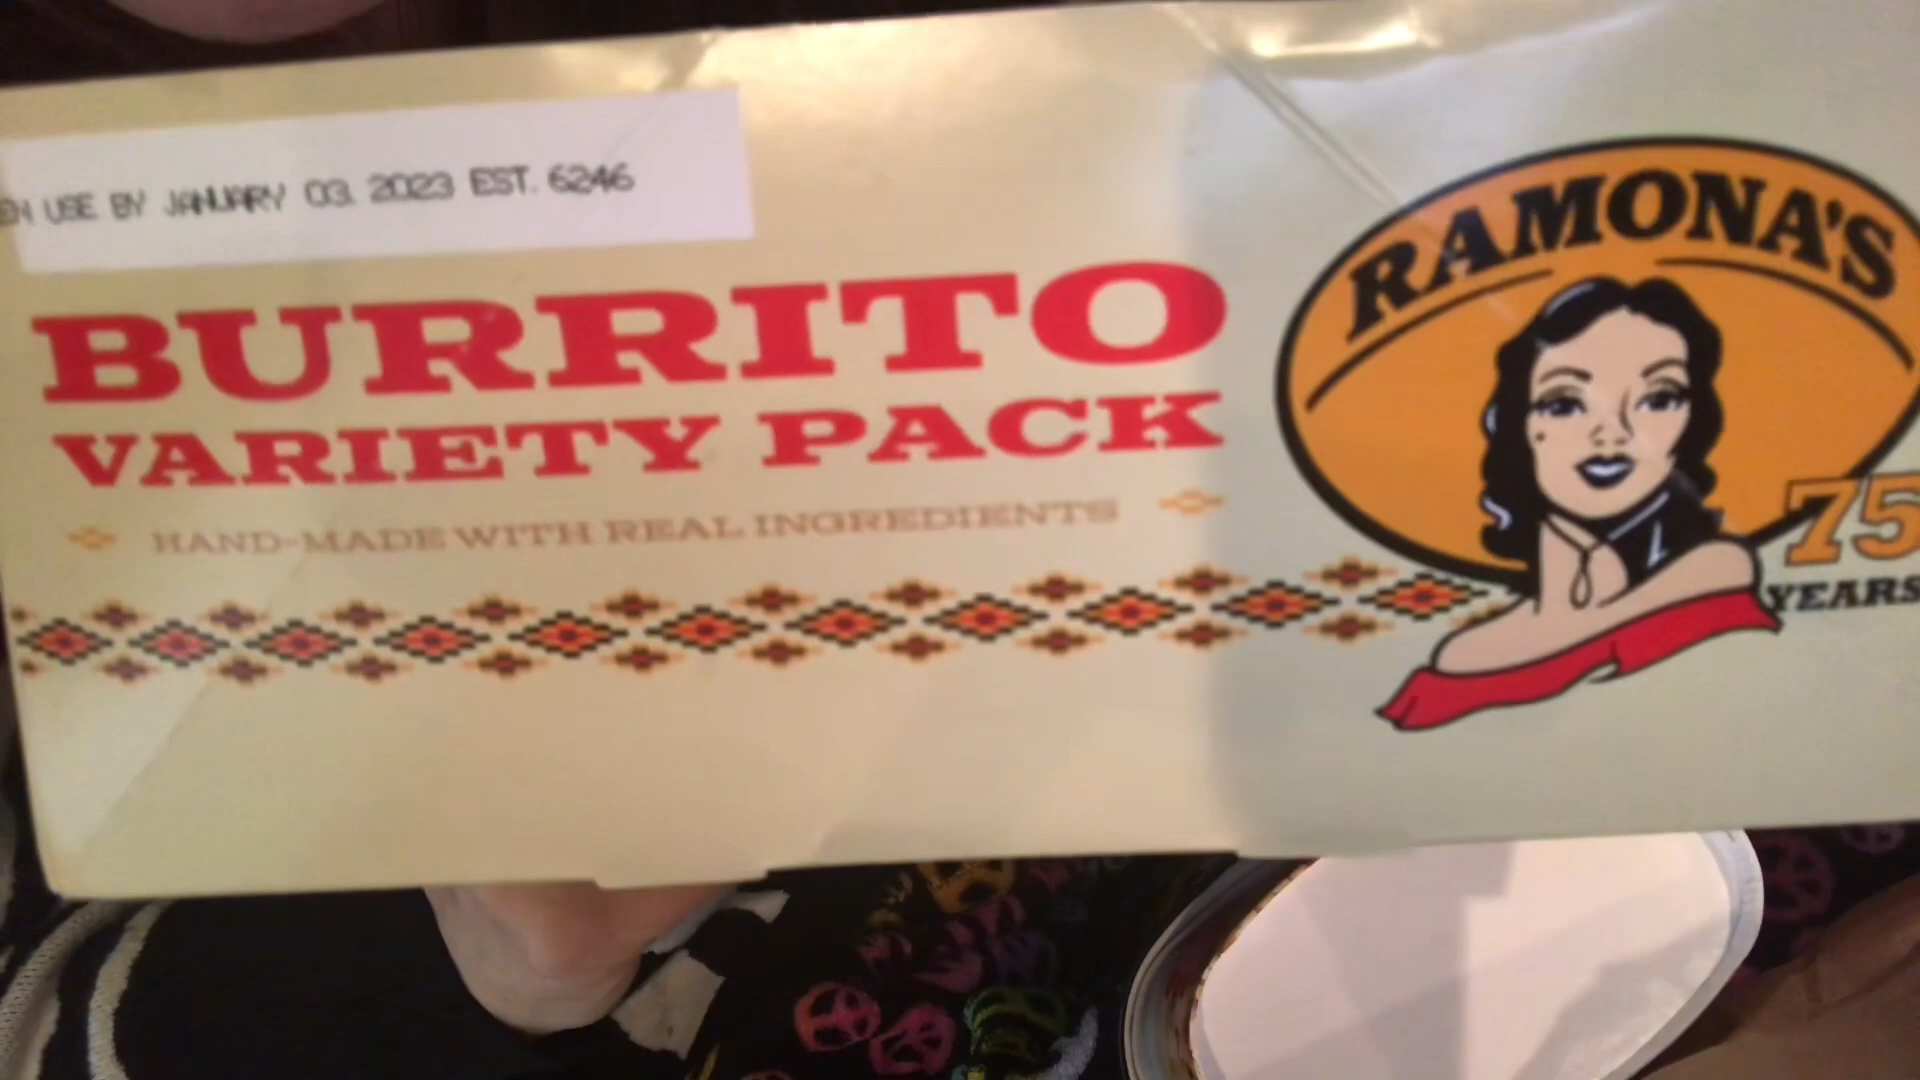 USE BY JANUARY 03. 2023 EST. 6246
BURRITO
VARIETY PACK
HAND-MADE WITH REAL INGREDIENTS
RAMONA'S
75
YEARS